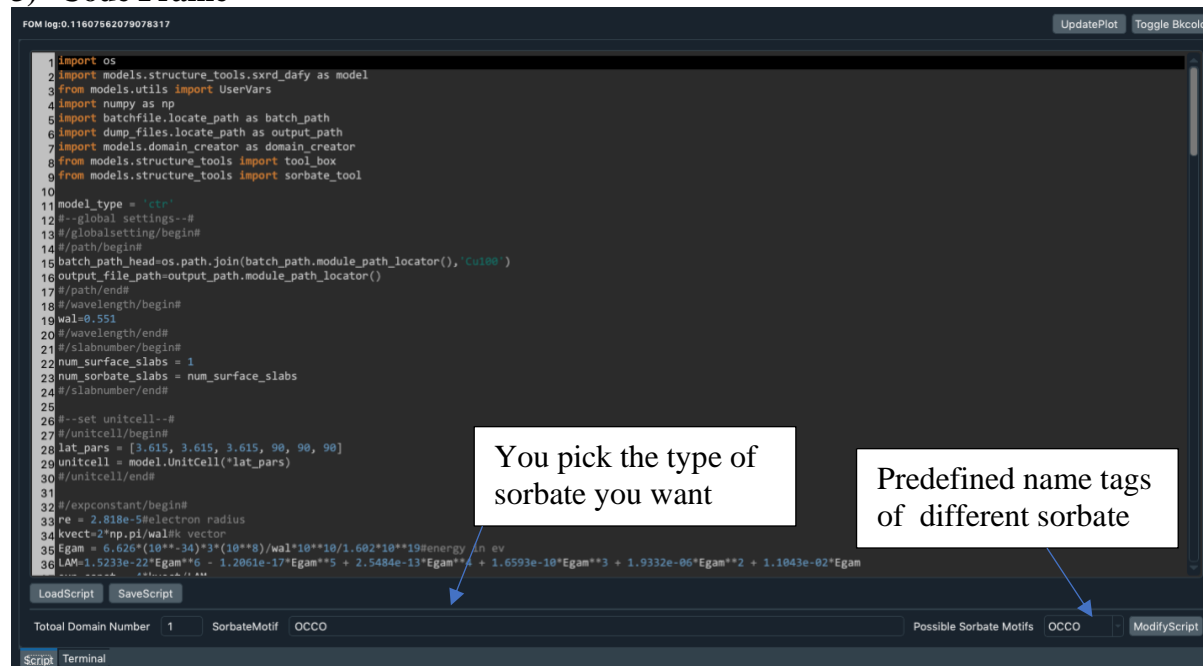 3) Code Frame
FOM log:0.11607562079078317
UpdatePlot Toggle Bkcolo
1 import os
2 import models.structure_tools.sxrd_dafy as model
3 from models.utils import UserVars
4 import numpy as np
5 import batchfile.locate_path as batch_path
6 import dump_files.locate_path as output_path
7 import models.domain_creator as domain_creator
8 from models.structure_tools import tool_box
9 from models.structure_tools import sorbate_tool
10
11 model_type = 'ctr'
12 #--global settings--#
13 #/globalsetting/begin#
14 #/path/begin#
15 batch_path_head=os.path.join(batch_path.module_path_locator(),'Cu100')
16 output_file_path=output_path.module_path_locator()
17 #/path/end#
18 #/wavelength/begin#
19 wal=0.551
20 #/wavelength/end#
21 #/slabnumber/begin#
22 num_surface_slabs = 1
23 num_sorbate_slabs = num_surface_slabs
24 #/slabnumber/end#
25
26 #--set unitcell--#
27 #/unitcell/begin#
28 lat_pars = [3.615, 3.615, 3.615, 90, 90, 90]
29 unitcell = model.UnitCell(*lat_pars)
30 #/unitcell/end#
31
32 #/expconstant/begin#
33 re = 2.818e-5#electron radius
34 kvect=2*np.pi/wal#k vector
35 Egam = 6.626*(10**-34)*3*(10**8)/wal*10**10/1.602*10**19#energy in ev
36 LAM=1.5233e-22*Egam**6 - 1.2061e-17*Egam**5 + 2.5484e-13*Egam**4 + 1.6593e-10*Egam**3 + 1.9332e-06*Egam**2 + 1.1043e-02*Egam
You pick the type of
sorbate you want
Predefined name tags
of different sorbate
LoadScript SaveScript
Totoal Domain Number 1 SorbateMotif OCCO Possible Sorbate Motifs OCCO ModifyScript
Script Terminal